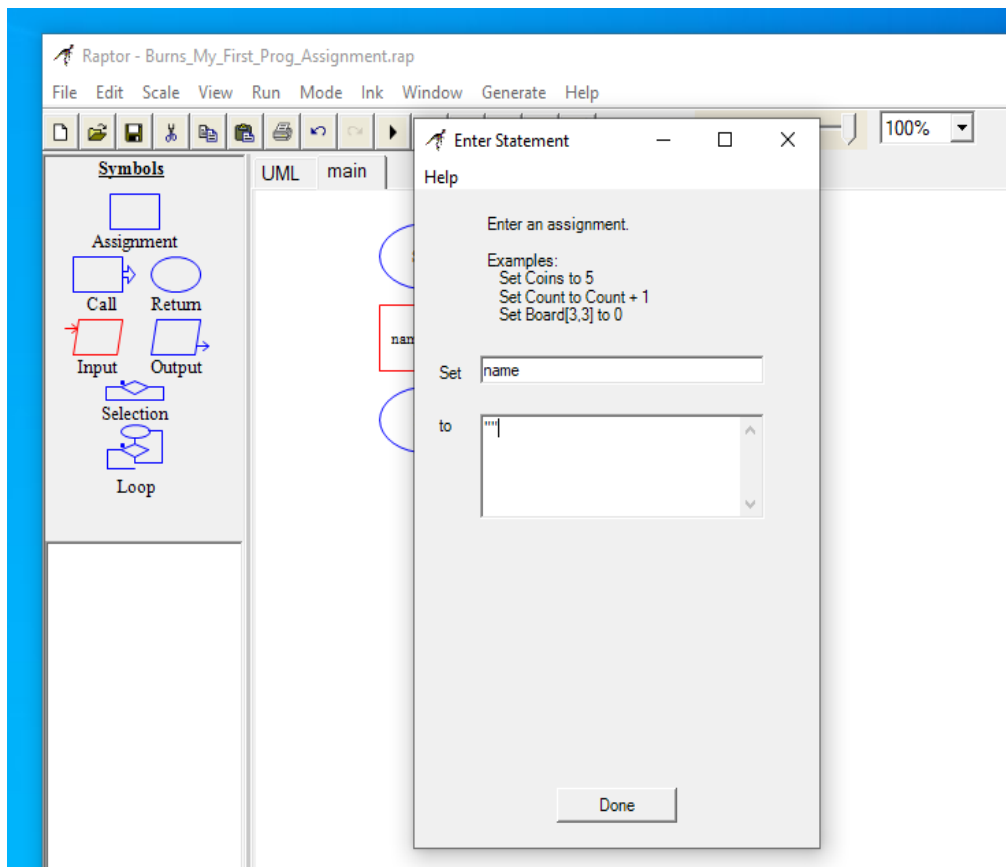 Raptor - Burns_My_First_Prog_Assignment.rap
File Edit Scale View Run Mode Ink Window Generate Help
100%
Symbols
Assignment
Call Return
Input Output
Selection
Loop
UML main
Enter Statement
Help
Enter an assignment.
Examples:
Set Coins to 5
Set Count to Count + 1
Set Board[3,3] to 0
Set name
to ""
Done